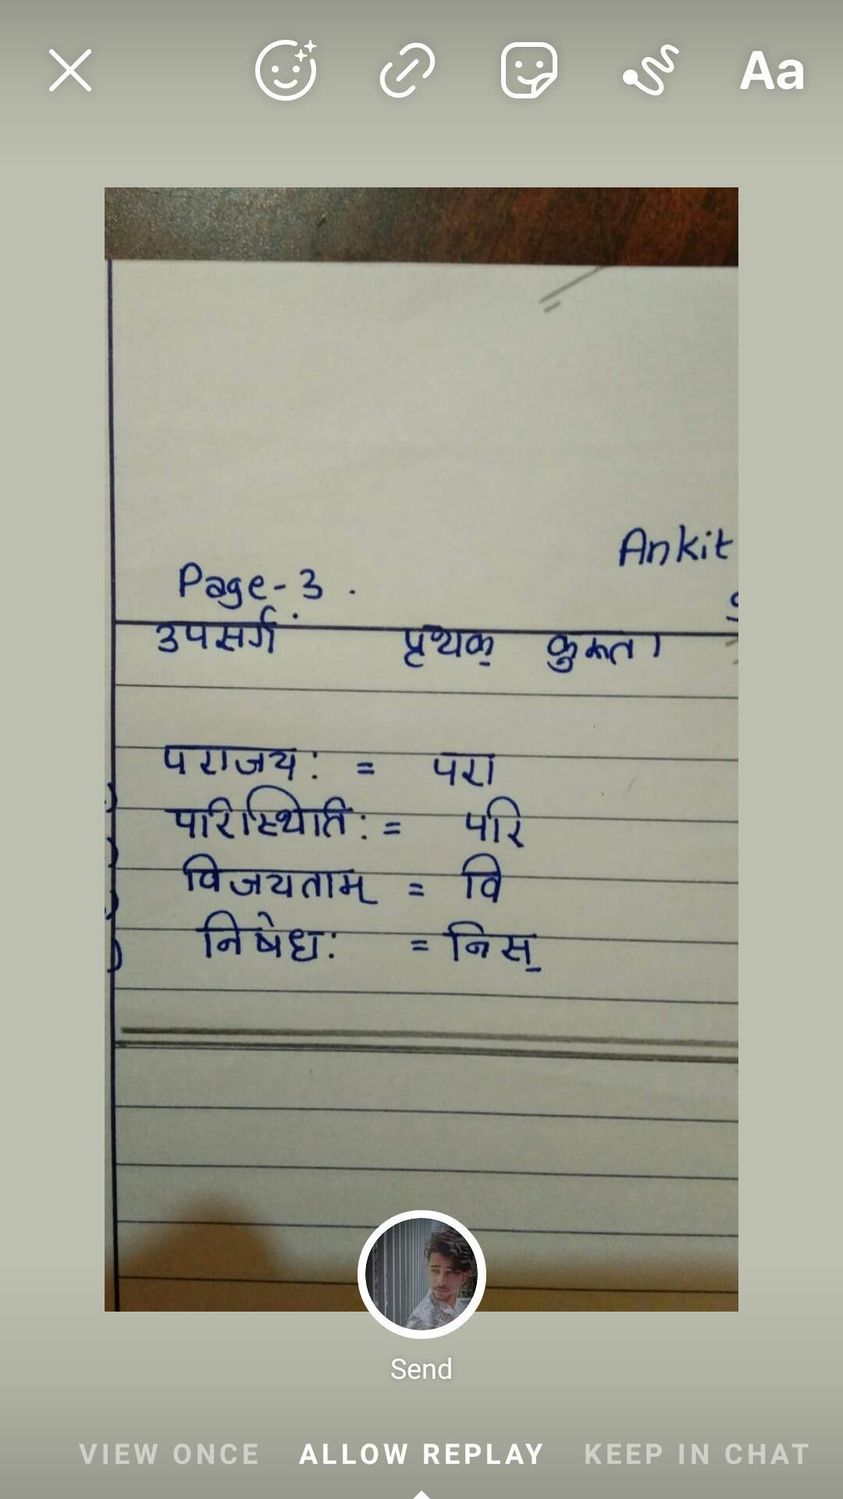 Aa
Ankit
Page-3.
उपसर्गं पृथक् कुरूत।
पराजय: = परा
परिस्थिति: = परि
विजयताम् = वि
निषेध: = निस्
Send
VIEW ONCE ALLOW REPLAY KEEP IN CHAT